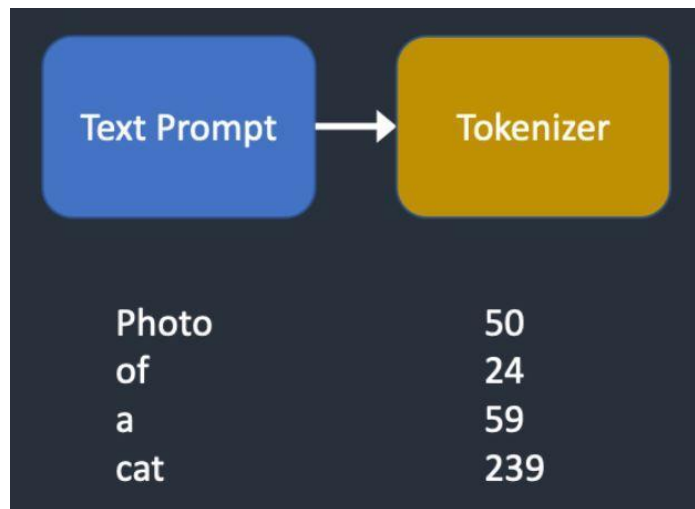 Text Prompt
Tokenizer
Photo 50
of 24
a 59
cat 239